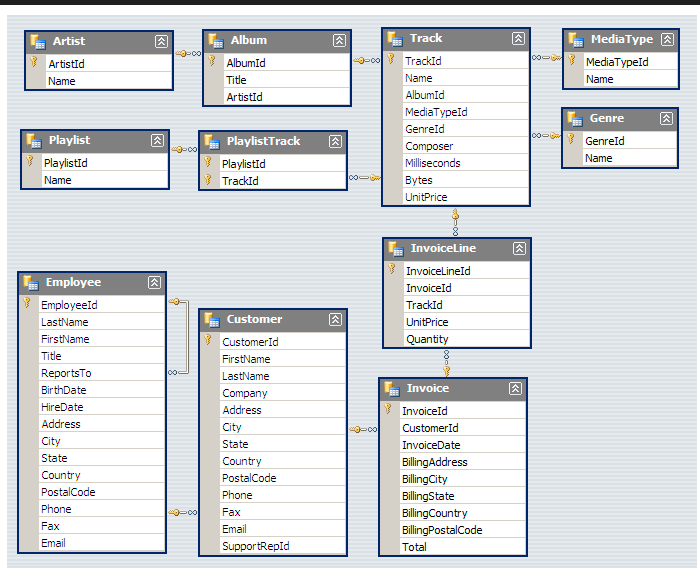 Artist
ArtistId
Name
Album
AlbumId
Title
ArtistId
Track
TrackId
Name
AlbumId
MediaTypeId
GenreId
Composer
Milliseconds
Bytes
UnitPrice
MediaType
MediaTypeId
Name
Genre
GenreId
Name
Playlist
PlaylistId
Name
PlaylistTrack
PlaylistId
TrackId
InvoiceLine
InvoiceLineId
InvoiceId
TrackId
UnitPrice
Quantity
Employee
EmployeeId
LastName
FirstName
Title
ReportsTo
BirthDate
HireDate
Address
City
State
Country
PostalCode
Phone
Fax
Email
Customer
CustomerId
FirstName
LastName
Company
Address
City
State
Country
PostalCode
Phone
Fax
Email
SupportRepId
Invoice
InvoiceId
CustomerId
InvoiceDate
BillingAddress
BillingCity
BillingState
BillingCountry
BillingPostalCode
Total